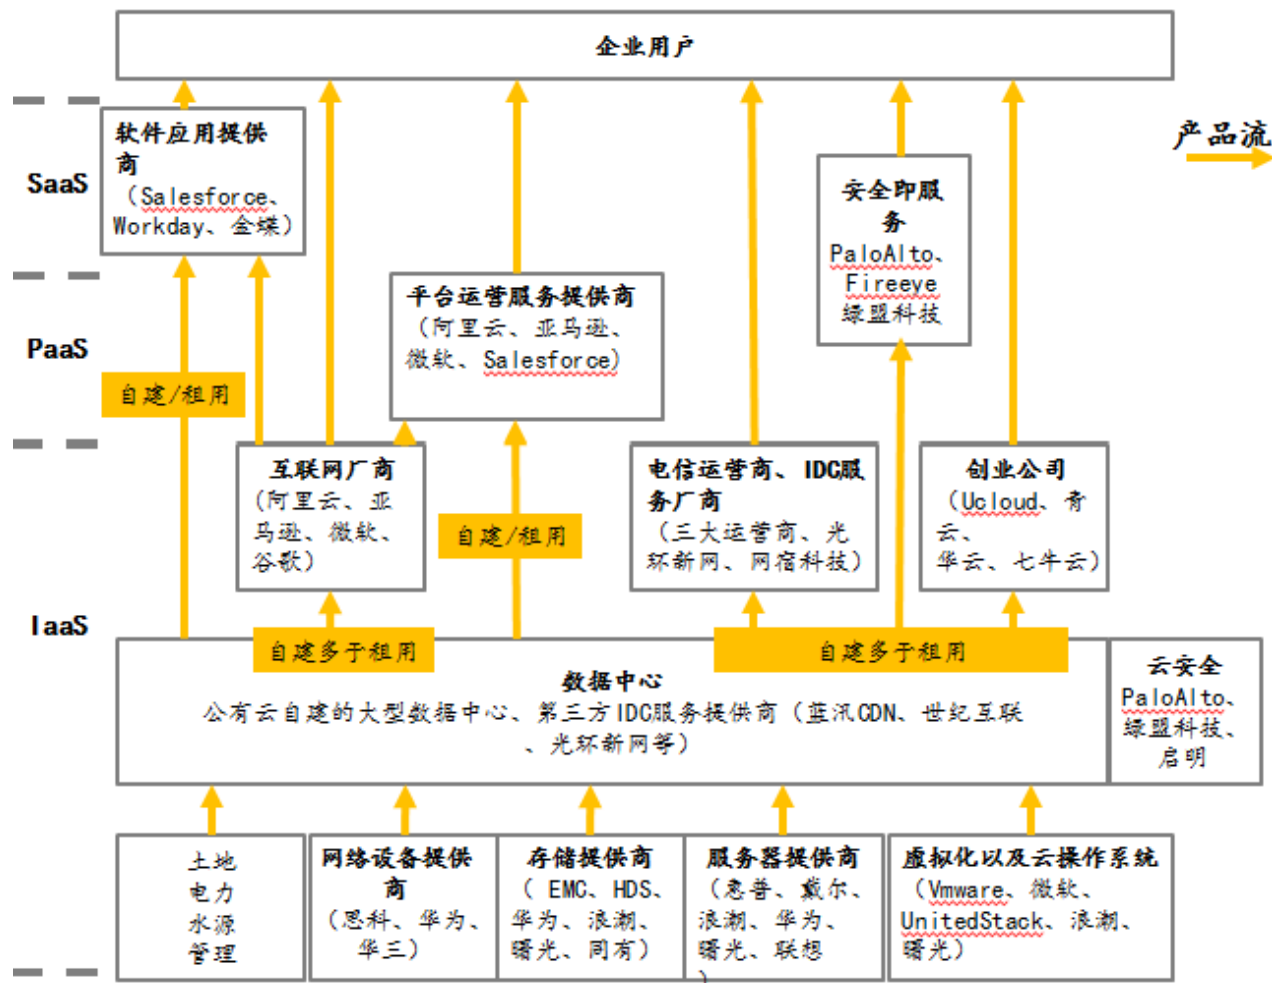 企业用户
产品流
SaaS
软件应用提供
商
（Salesforce、
Workday、金蝶）
安全即服
务
PaloAlto、
Fireeye
绿盟科技
PaaS
平台运营服务提供商
（阿里云、亚马逊、
微软、Salesforce）
自建/租用
IaaS
互联网厂商
（阿里云、亚
马逊、微软、
谷歌）
自建/租用
电信运营商、IDC服
务厂商
（三大运营商、光
环新网、网宿科技）
创业公司
（Ucloud、青
云、
华云、七牛云）
自建多于租用
自建多于租用
数据中心
公有云自建的大型数据中心、第三方IDC服务提供商（蓝汛CDN、世纪互联
、光环新网等）
云安全
PaloAlto、
绿盟科技、
启明
土地
电力
水源
管理
网络设备提供
商
（思科、华为、
华三）
存储提供商
（ EMC、HDS、
华为、浪潮、
曙光、同有）
服务器提供商
（惠普、戴尔、
浪潮、华为、
曙光、联想
）
虚拟化以及云操作系统
（Vmware、微软、
UnitedStack、浪潮、
曙光）